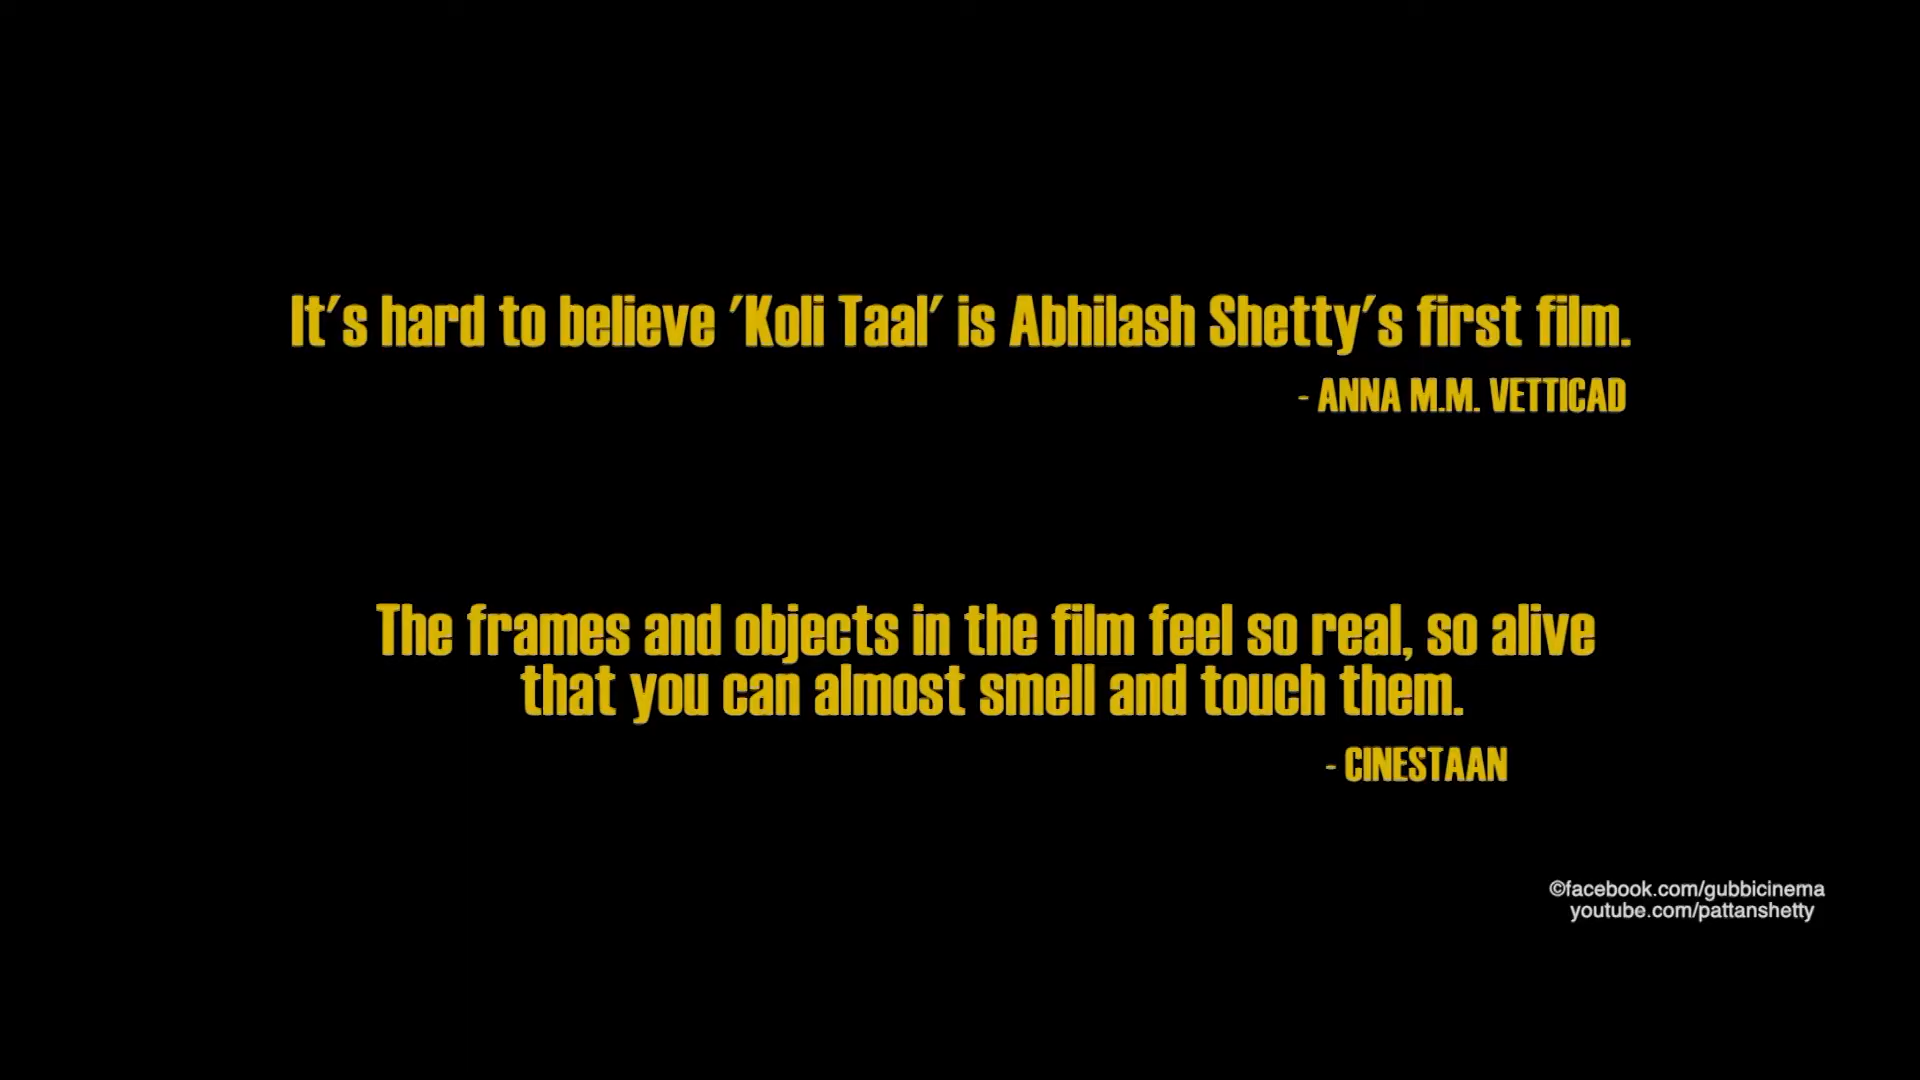 It's hard to believe 'Koli Taal' is Abhilash Shetty's first film.
- ANNA M.M. VETTICAD
The frames and objects in the film feel so real, so alive
that you can almost smell and touch them.
- CINESTAAN
©facebook.com/gubbicinema
youtube.com/pattanshetty